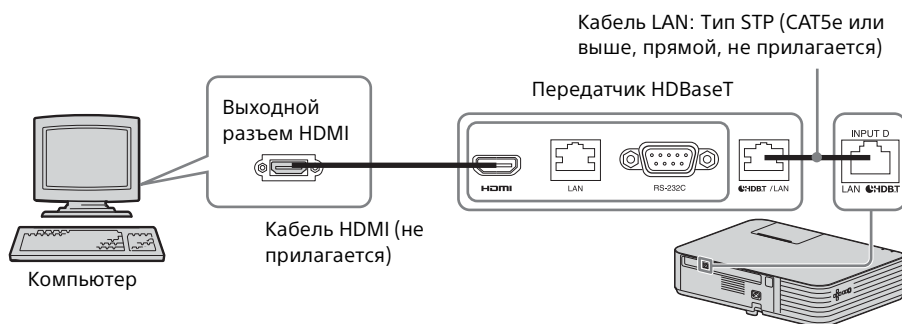 Кабель LAN: Тип STP (CAT5e или
выше, прямой, не прилагается)
Передатчик HDBaseT
Выходной
разъем HDMI
INPUT D
HDMI
LAN
RS-232C
HDBT / LAN
LAN HDBT
Кабель HDMI (не
прилагается)
Компьютер